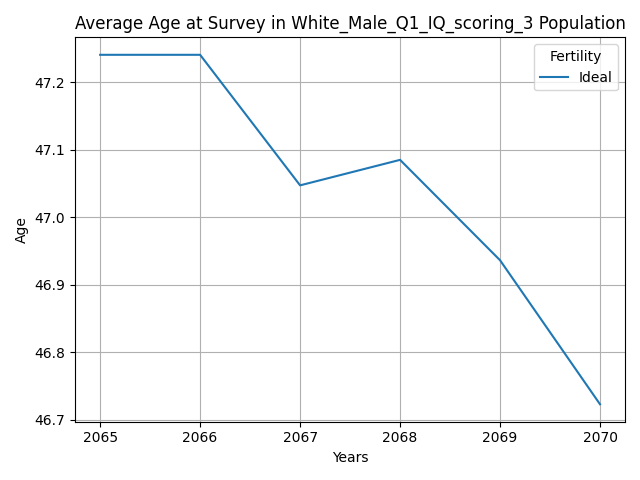 Average Age at Survey in White_Male_Q1_IQ_scoring_3 Population
Fertility
Ideal
47.2
47.1
47.0
46.9
46.8
46.7
Age
2065 2066 2067 2068 2069 2070
Years